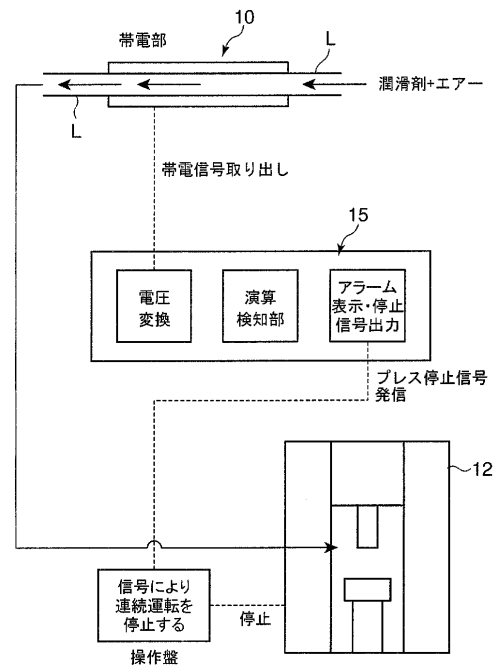 帯電部
10
L
潤滑剤+エアー
L
帯電信号取り出し
15
電圧
変換
演算
検知部
アラーム
表示・停止
信号出力
プレス停止信号
発信
12
信号により
連続運転を
停止する
停止
操作盤